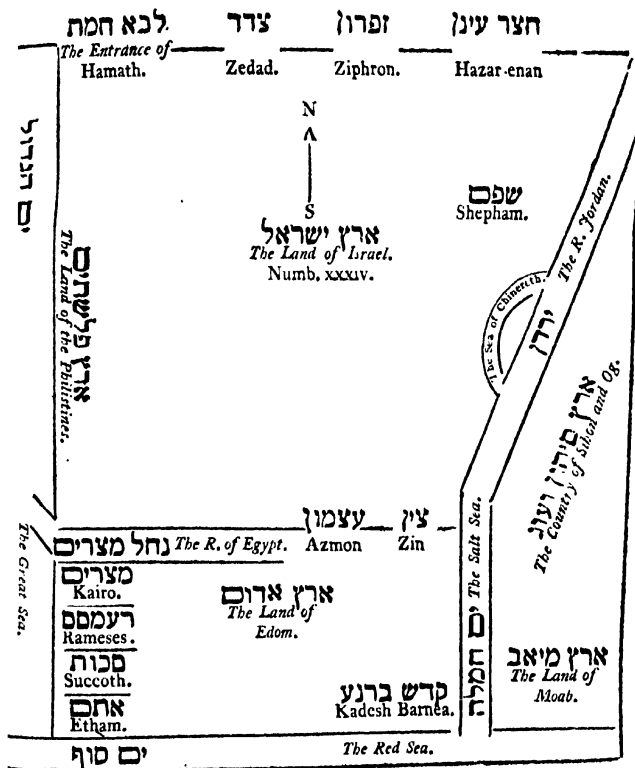 לבא חמת
The Entrance of
Hamath.
צדד
Zedad.
זפרון
Ziphron.
חצר עינן
Hazar-enan
ים הגדול
N
S
שפם
Shepham.
ארץ ישראל
The Land of Israel.
Numb. xxxiv.
The R. Jordan.
The Sea of Chinereth.
ירדן
ארץ פלישתים
The Land of the Philistines.
ארץ סיהון ועוג
The Country of Sihon and Og.
עצמון
Azmon
צין
Zin
נחל מצרים
The R. of Egypt.
The Great Sea.
מצרים
Kairo.
רעמסס
Rameses.
סכות
Succoth.
אתם
Etham.
ארץ אדום
The Land of
Edom.
קדש ברנע
Kadesh Barnea.
The Salt Sea.
ים חמלה
ארץ מיאב
The Land of
Moab.
ים סוף
The Red Sea.